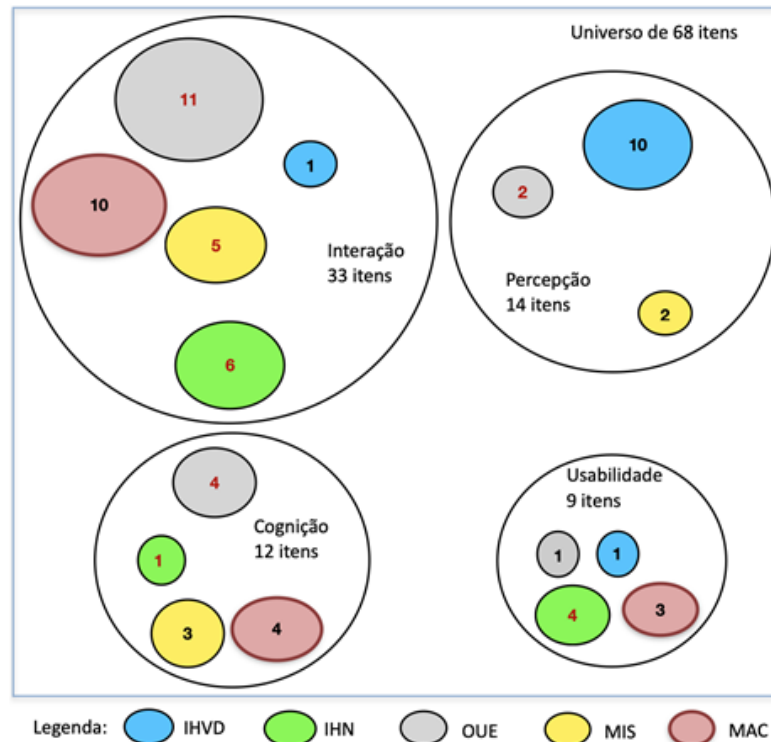 Universo de 68 itens
11
1
10
5
Interação
33 itens
6
10
2
Percepção
14 itens
2
4
Cognição
12 itens
1
3
4
Usabilidade
9 itens
1
1
4
3
Legenda: IHVD IHN OUE MIS MAC